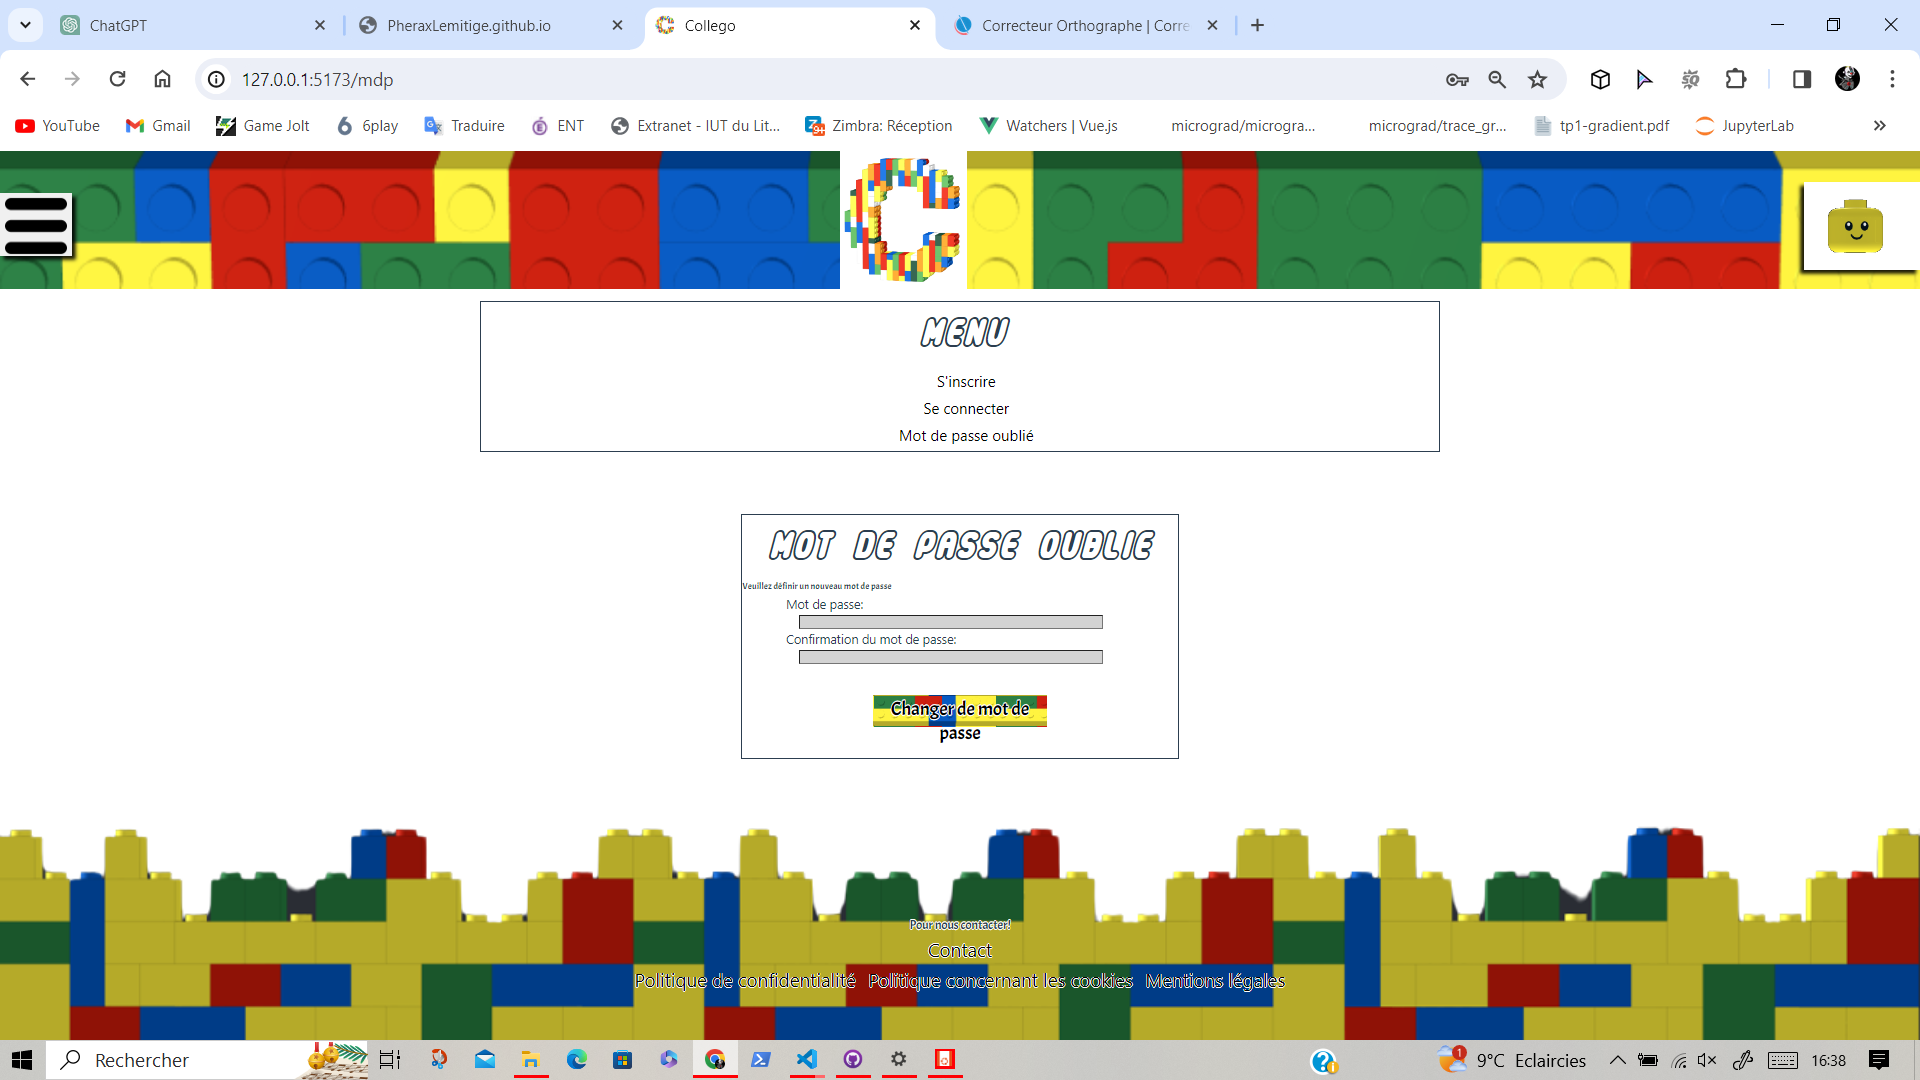 ChatGPT
PheraxLemitige.github.io
Collego
Correcteur Orthographe | Corre
127.0.0.1:5173/mdp
YouTube
Gmail
Game Jolt
6play
Traduire
ENT
Extranet - IUT du Lit...
Zimbra: Réception
Watchers | Vue.js
micrograd/microgra...
micrograd/trace_gr...
tp1-gradient.pdf
JupyterLab
MENU
S'inscrire
Se connecter
Mot de passe oublié
MOT DE PASSE OUBLIE
Veuillez définir un nouveau mot de passe
Mot de passe:
Confirmation du mot de passe:
Changer de mot de
passe
Pour nous contacter!
Contact
Politique de confidentialité Politique concernant les cookies Mentions légales
Rechercher
1
9°C Eclaircies
16:38